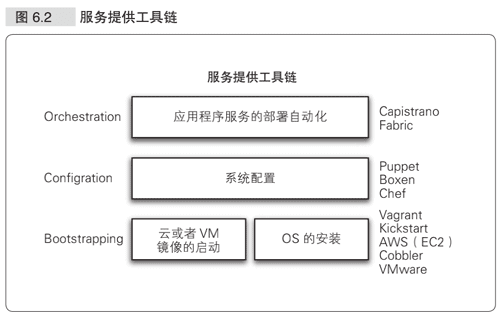 图 6.2 服务提供工具链
服务提供工具链
Orchestration
应用程序服务的部署自动化
Capistrano
Fabric
Configration
系统配置
Puppet
Boxen
Chef
Bootstrapping
云或者 VM
镜像的启动
OS 的安装
Vagrant
Kickstart
AWS（EC2）
Cobbler
VMware